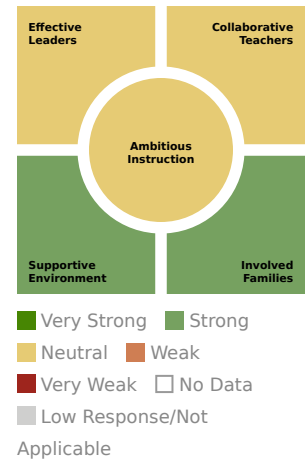 Effective
Leaders
Collaborative
Teachers
Ambitious
Instruction
Supportive
Environment
Involved
Families
Very Strong
Strong
Neutral
Weak
Very Weak
No Data
Low Response/Not
Applicable